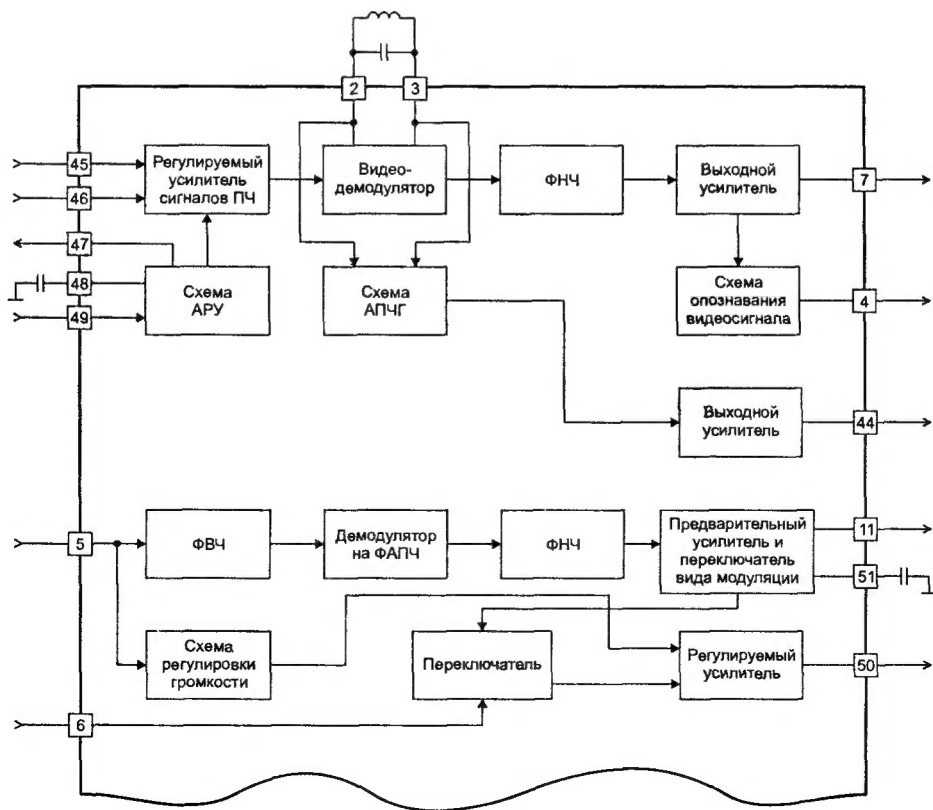 2
3
45
46
47
48
49
Регулируемый
усилитель
сигналов ПЧ
Видео-
демодулятор
ФНЧ
Выходной
усилитель
7
Схема
АРУ
Схема
АПЧГ
Схема
опознавания
видеосигнала
4
Выходной
усилитель
44
5
ФВЧ
Демодулятор
на ФАПЧ
ФНЧ
Предварительный
усилитель и
переключатель
вида модуляции
11
51
Схема
регулировки
громкости
Переключатель
Регулируемый
усилитель
50
6